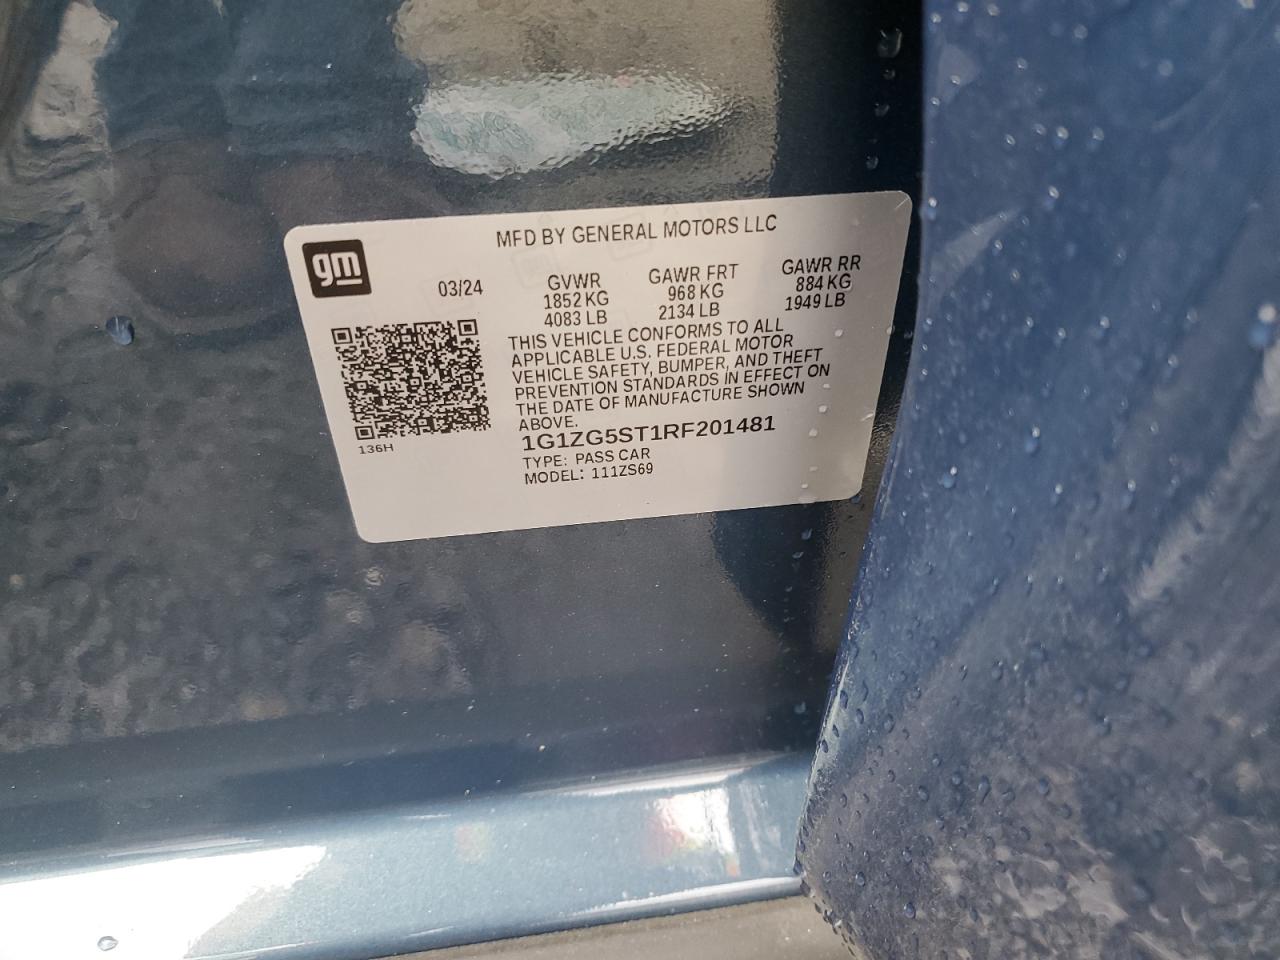 MFD BY GENERAL MOTORS LLC
gm
03/24
GVWR
1852 KG
4083 LB
GAWR FRT
968 KG
2134 LB
GAWR RR
884 KG
1949 LB
THIS VEHICLE CONFORMS TO ALL
APPLICABLE U.S. FEDERAL MOTOR
VEHICLE SAFETY, BUMPER, AND THEFT
PREVENTION STANDARDS IN EFFECT ON
THE DATE OF MANUFACTURE SHOWN
ABOVE.
1G1ZG5ST1RF201481
TYPE: PASS CAR
MODEL: 111ZS69
136H